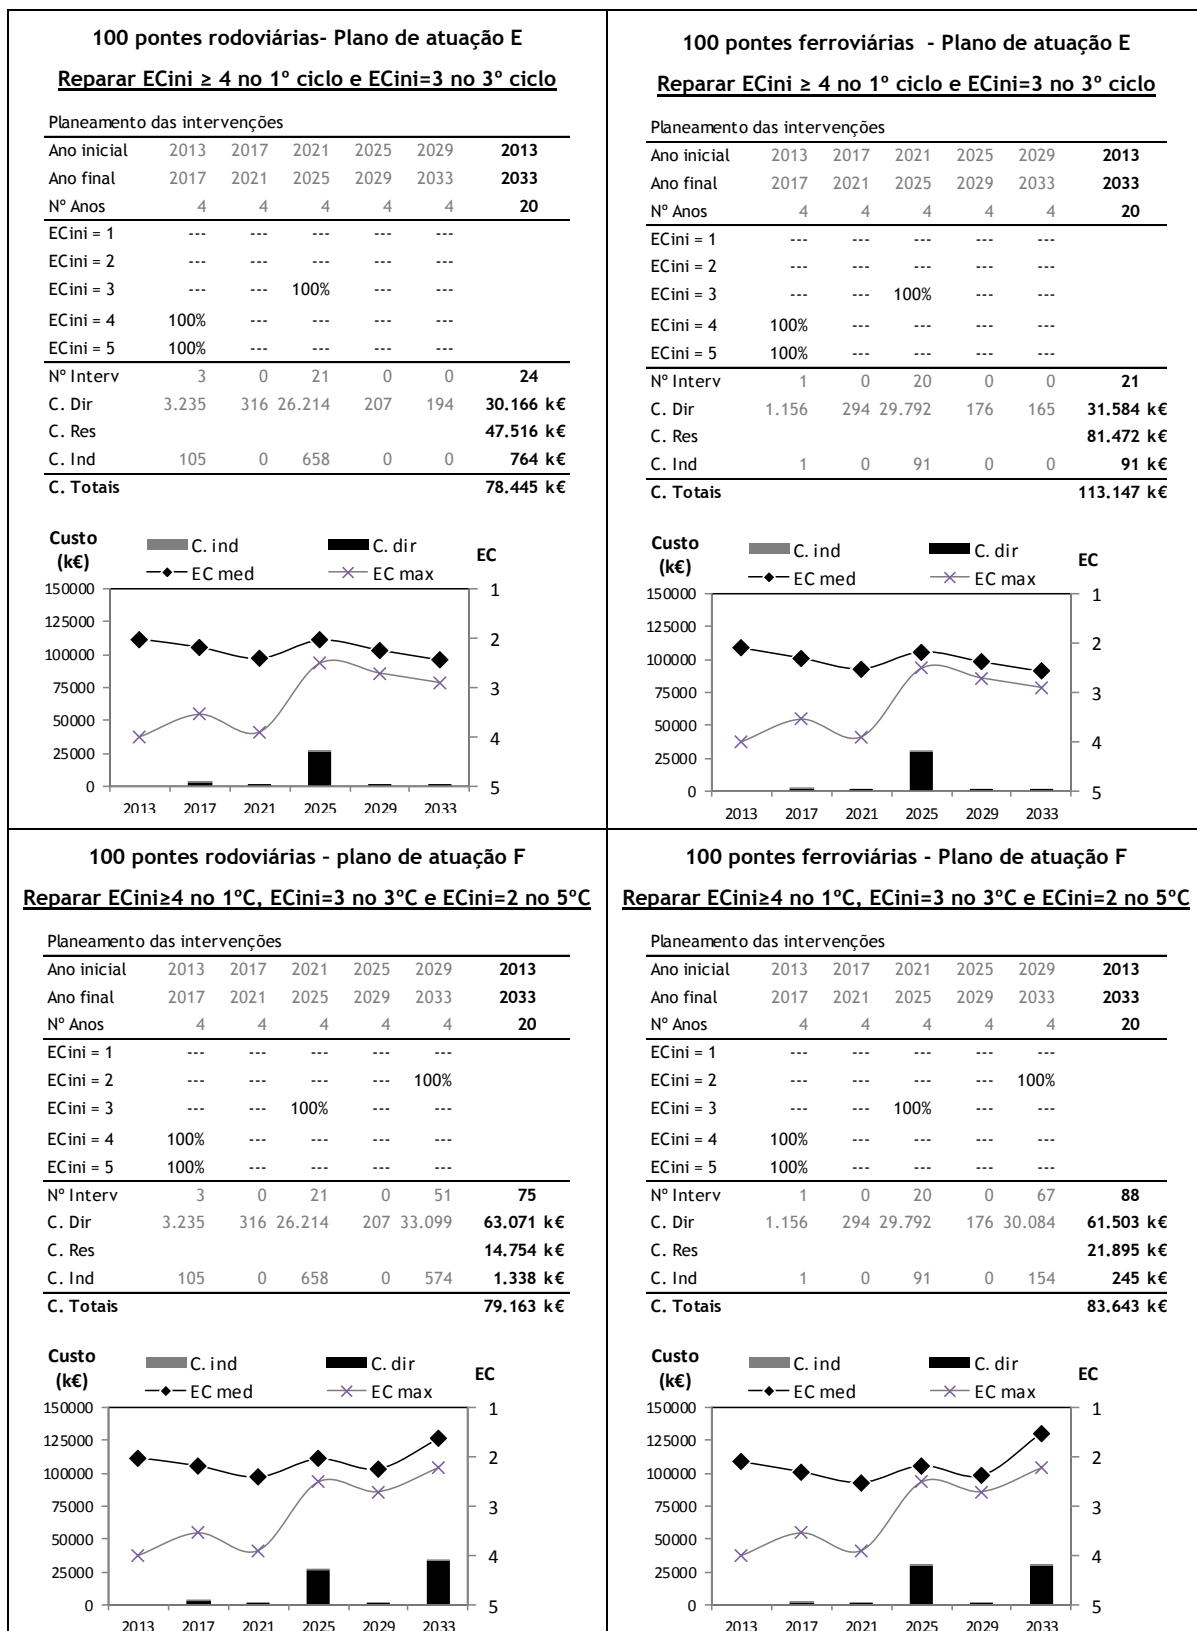 100 pontes rodoviárias- Plano de atuação E
Reparar ECini ≥ 4 no 1º ciclo e ECini=3 no 3º ciclo
Planeamento das intervenções
Ano inicial 2013 2017 2021 2025 2029 2013
Ano final 2017 2021 2025 2029 2033 2033
Nº Anos 4 4 4 4 4 20
ECini = 1 --- --- --- --- ---
ECini = 2 --- --- --- --- ---
ECini = 3 --- --- 100% --- ---
ECini = 4 100% --- --- --- ---
ECini = 5 100% --- --- --- ---
Nº Interv 3 0 21 0 0 24
C. Dir 3.235 316 26.214 207 194 30.166 k€
C. Res 47.516 k€
C. Ind 105 0 658 0 0 764 k€
C. Totais 78.445 k€
Custo (k€)
C. ind C. dir
EC med EC max
EC
150000 1
125000
100000 2
75000 3
50000 4
25000
0 5
2013 2017 2021 2025 2029 2033
100 pontes ferroviárias - Plano de atuação E
Reparar ECini ≥ 4 no 1º ciclo e ECini=3 no 3º ciclo
Planeamento das intervenções
Ano inicial 2013 2017 2021 2025 2029 2013
Ano final 2017 2021 2025 2029 2033 2033
Nº Anos 4 4 4 4 4 20
ECini = 1 --- --- --- --- ---
ECini = 2 --- --- --- --- ---
ECini = 3 --- --- 100% --- ---
ECini = 4 100% --- --- --- ---
ECini = 5 100% --- --- --- ---
Nº Interv 1 0 20 0 0 21
C. Dir 1.156 294 29.792 176 165 31.584 k€
C. Res 81.472 k€
C. Ind 1 0 91 0 0 91 k€
C. Totais 113.147 k€
Custo (k€)
C. ind C. dir
EC med EC max
EC
150000 1
125000
100000 2
75000 3
50000 4
25000
0 5
2013 2017 2021 2025 2029 2033
100 pontes rodoviárias - plano de atuação F
Reparar ECini≥4 no 1ºC, ECini=3 no 3ºC e ECini=2 no 5ºC
Planeamento das intervenções
Ano inicial 2013 2017 2021 2025 2029 2013
Ano final 2017 2021 2025 2029 2033 2033
Nº Anos 4 4 4 4 4 20
ECini = 1 --- --- --- --- ---
ECini = 2 --- --- --- --- 100%
ECini = 3 --- --- 100% --- ---
ECini = 4 100% --- --- --- ---
ECini = 5 100% --- --- --- ---
Nº Interv 3 0 21 0 51 75
C. Dir 3.235 316 26.214 207 33.099 63.071 k€
C. Res 14.754 k€
C. Ind 105 0 658 0 574 1.338 k€
C. Totais 79.163 k€
Custo (k€)
C. ind C. dir
EC med EC max
EC
150000 1
125000
100000 2
75000 3
50000 4
25000
0 5
2013 2017 2021 2025 2029 2033
100 pontes ferroviárias - Plano de atuação F
Reparar ECini≥4 no 1ºC, ECini=3 no 3ºC e ECini=2 no 5ºC
Planeamento das intervenções
Ano inicial 2013 2017 2021 2025 2029 2013
Ano final 2017 2021 2025 2029 2033 2033
Nº Anos 4 4 4 4 4 20
ECini = 1 --- --- --- --- ---
ECini = 2 --- --- --- --- 100%
ECini = 3 --- --- 100% --- ---
ECini = 4 100% --- --- --- ---
ECini = 5 100% --- --- --- ---
Nº Interv 1 0 20 0 67 88
C. Dir 1.156 294 29.792 176 30.084 61.503 k€
C. Res 21.895 k€
C. Ind 1 0 91 0 154 245 k€
C. Totais 83.643 k€
Custo (k€)
C. ind C. dir
EC med EC max
EC
150000 1
125000
100000 2
75000 3
50000 4
25000
0 5
2013 2017 2021 2025 2029 2033